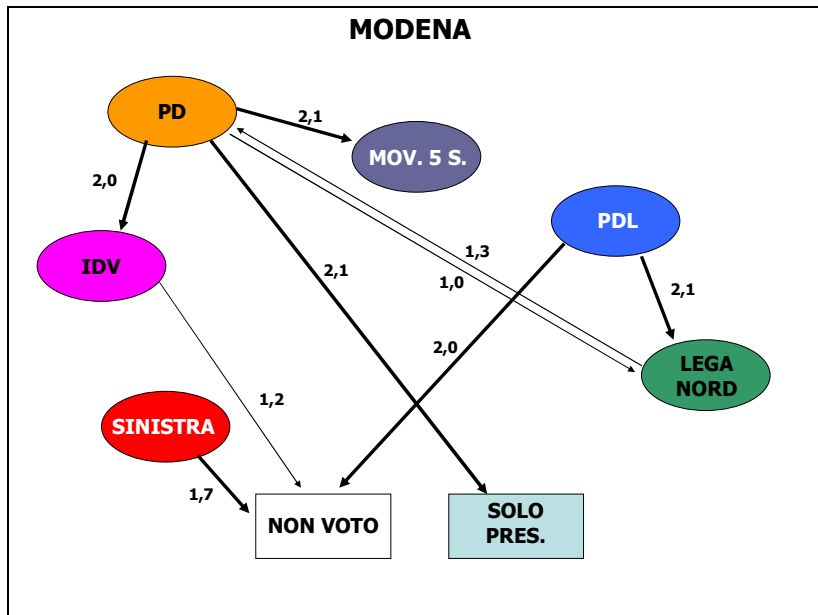 MODENA
PD
2,1
MOV. 5 S.
2,0
PDL
IDV
1,3
2,1
1,0
2,1
2,0
LEGA
NORD
1,2
SINISTRA
1,7
NON VOTO
SOLO
PRES.